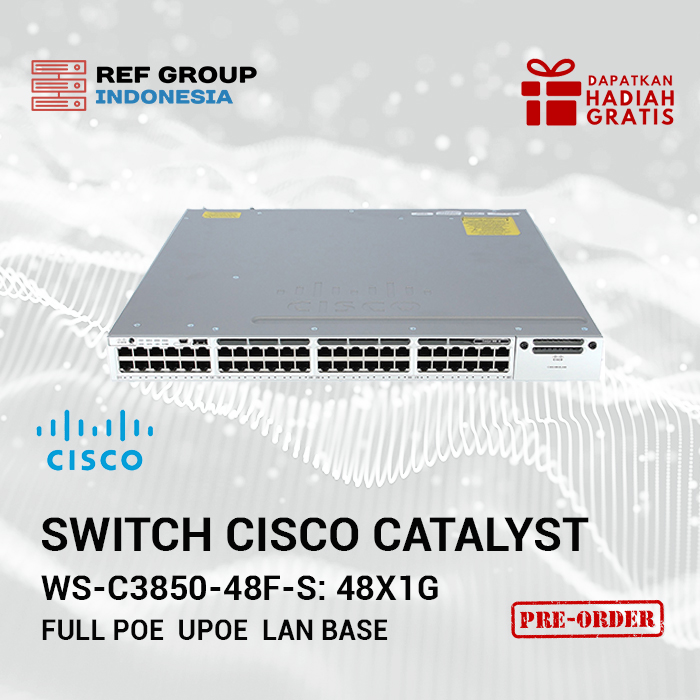 REF GROUP
INDONESIA
DAPATKAN
HADIAH
GRATIS
CISCO
CISCO
SWITCH CISCO CATALYST
WS-C3850-48F-S: 48X1G
FULL POE UPOE LAN BASE
PRE-ORDER